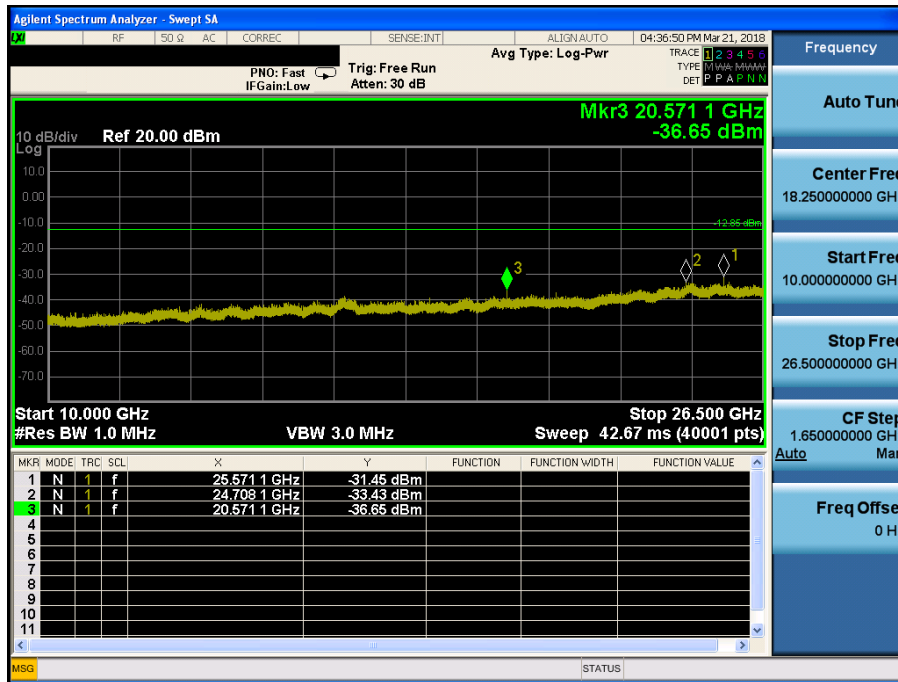 Agilent Spectrum Analyzer - Swept SA
LXI RF 50 Ω AC CORREC SENSE:INT ALIGN AUTO 04:36:50 PM Mar 21, 2018
Frequency
Avg Type: Log-Pwr
TRACE 1 2 3 4 5 6
PNO: Fast Trig: Free Run
TYPE M WA MWWW
IFGain:Low Atten: 30 dB
DET P P A P N N
Auto Tune
Mkr3 20.571 1 GHz
-36.65 dBm
10 dB/div Ref 20.00 dBm
Log
10.0
0.00
-10.0
-12.85 dBm
-20.0
-30.0
-40.0
-50.0
-60.0
-70.0
3
2
1
Start 10.000 GHz Stop 26.500 GHz
#Res BW 1.0 MHz VBW 3.0 MHz Sweep 42.67 ms (40001 pts)
Center Fre
18.250000000 GH
Start Fre
10.000000000 GH
Stop Fre
26.500000000 GH
CF Step
1.650000000 GH
Auto Ma
Freq Offse
0 H
MKR MODE TRC SCL X Y FUNCTION FUNCTION WIDTH FUNCTION VALUE
1 N 1 f 25.571 1 GHz -31.45 dBm
2 N 1 f 24.708 1 GHz -33.43 dBm
3 N 1 f 20.571 1 GHz -36.65 dBm
4
5
6
7
8
9
10
11
MSG STATUS